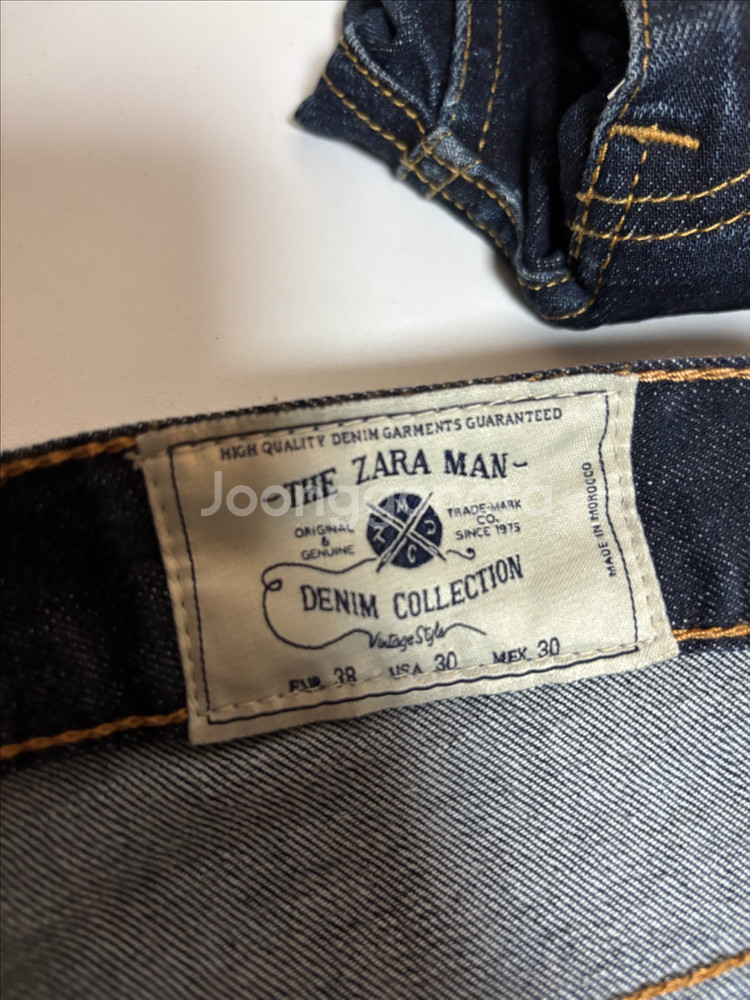 HIGH QUALITY DENIM GARMENTS GUARANTEED
-THE ZARA MAN-
Joonggonara
ORIGINAL
&
GENUINE
M
C
TRADE-MARK
CO.
SINCE 1975
MADE IN MOROCCO
DENIM COLLECTION
Vintage Style
EUR 38 USA 30 MEX 30